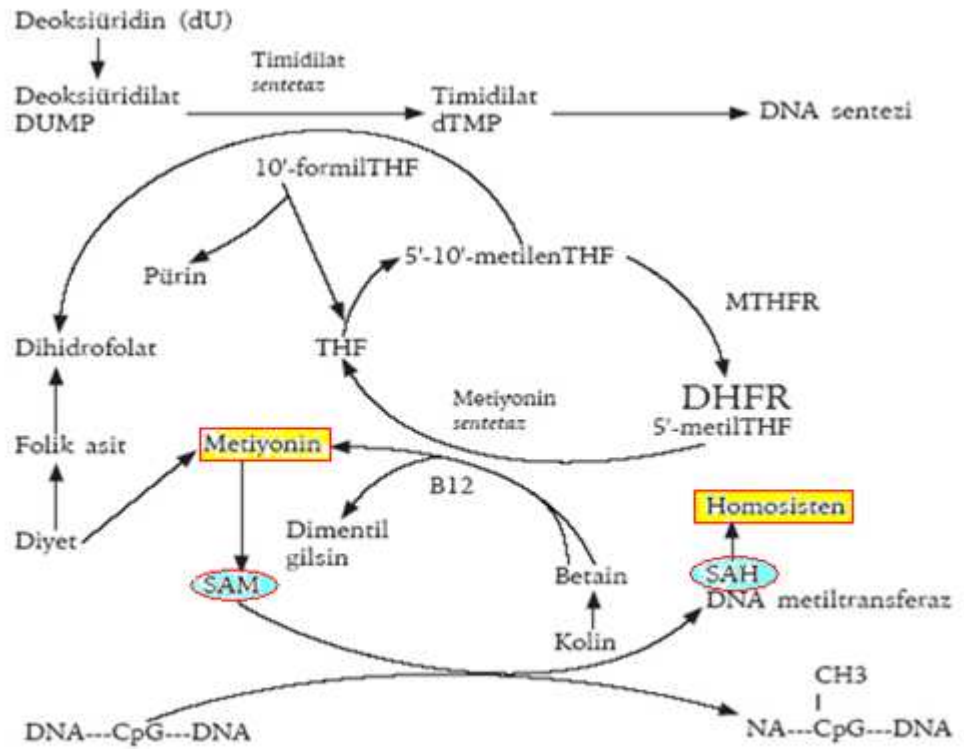 Deoksiüridin (dU)
Timidilat
sentetaz
Deoksiüridilat
DUMP
Timidilat
dTMP
DNA sentezi
10'-formilTHF
5'-10'-metilenTHF
Pürin
MTHFR
Dihidrofolat
THF
DHFR
5'-metilTHF
Metiyonin
sentetaz
Folik asit
Metiyonin
B12
Homosisten
Diyet
Dimentil
gilsin
SAM
Betain
SAH
DNA metiltransferaz
Kolin
CH3
DNA---CpG---DNA
NA---CpG---DNA